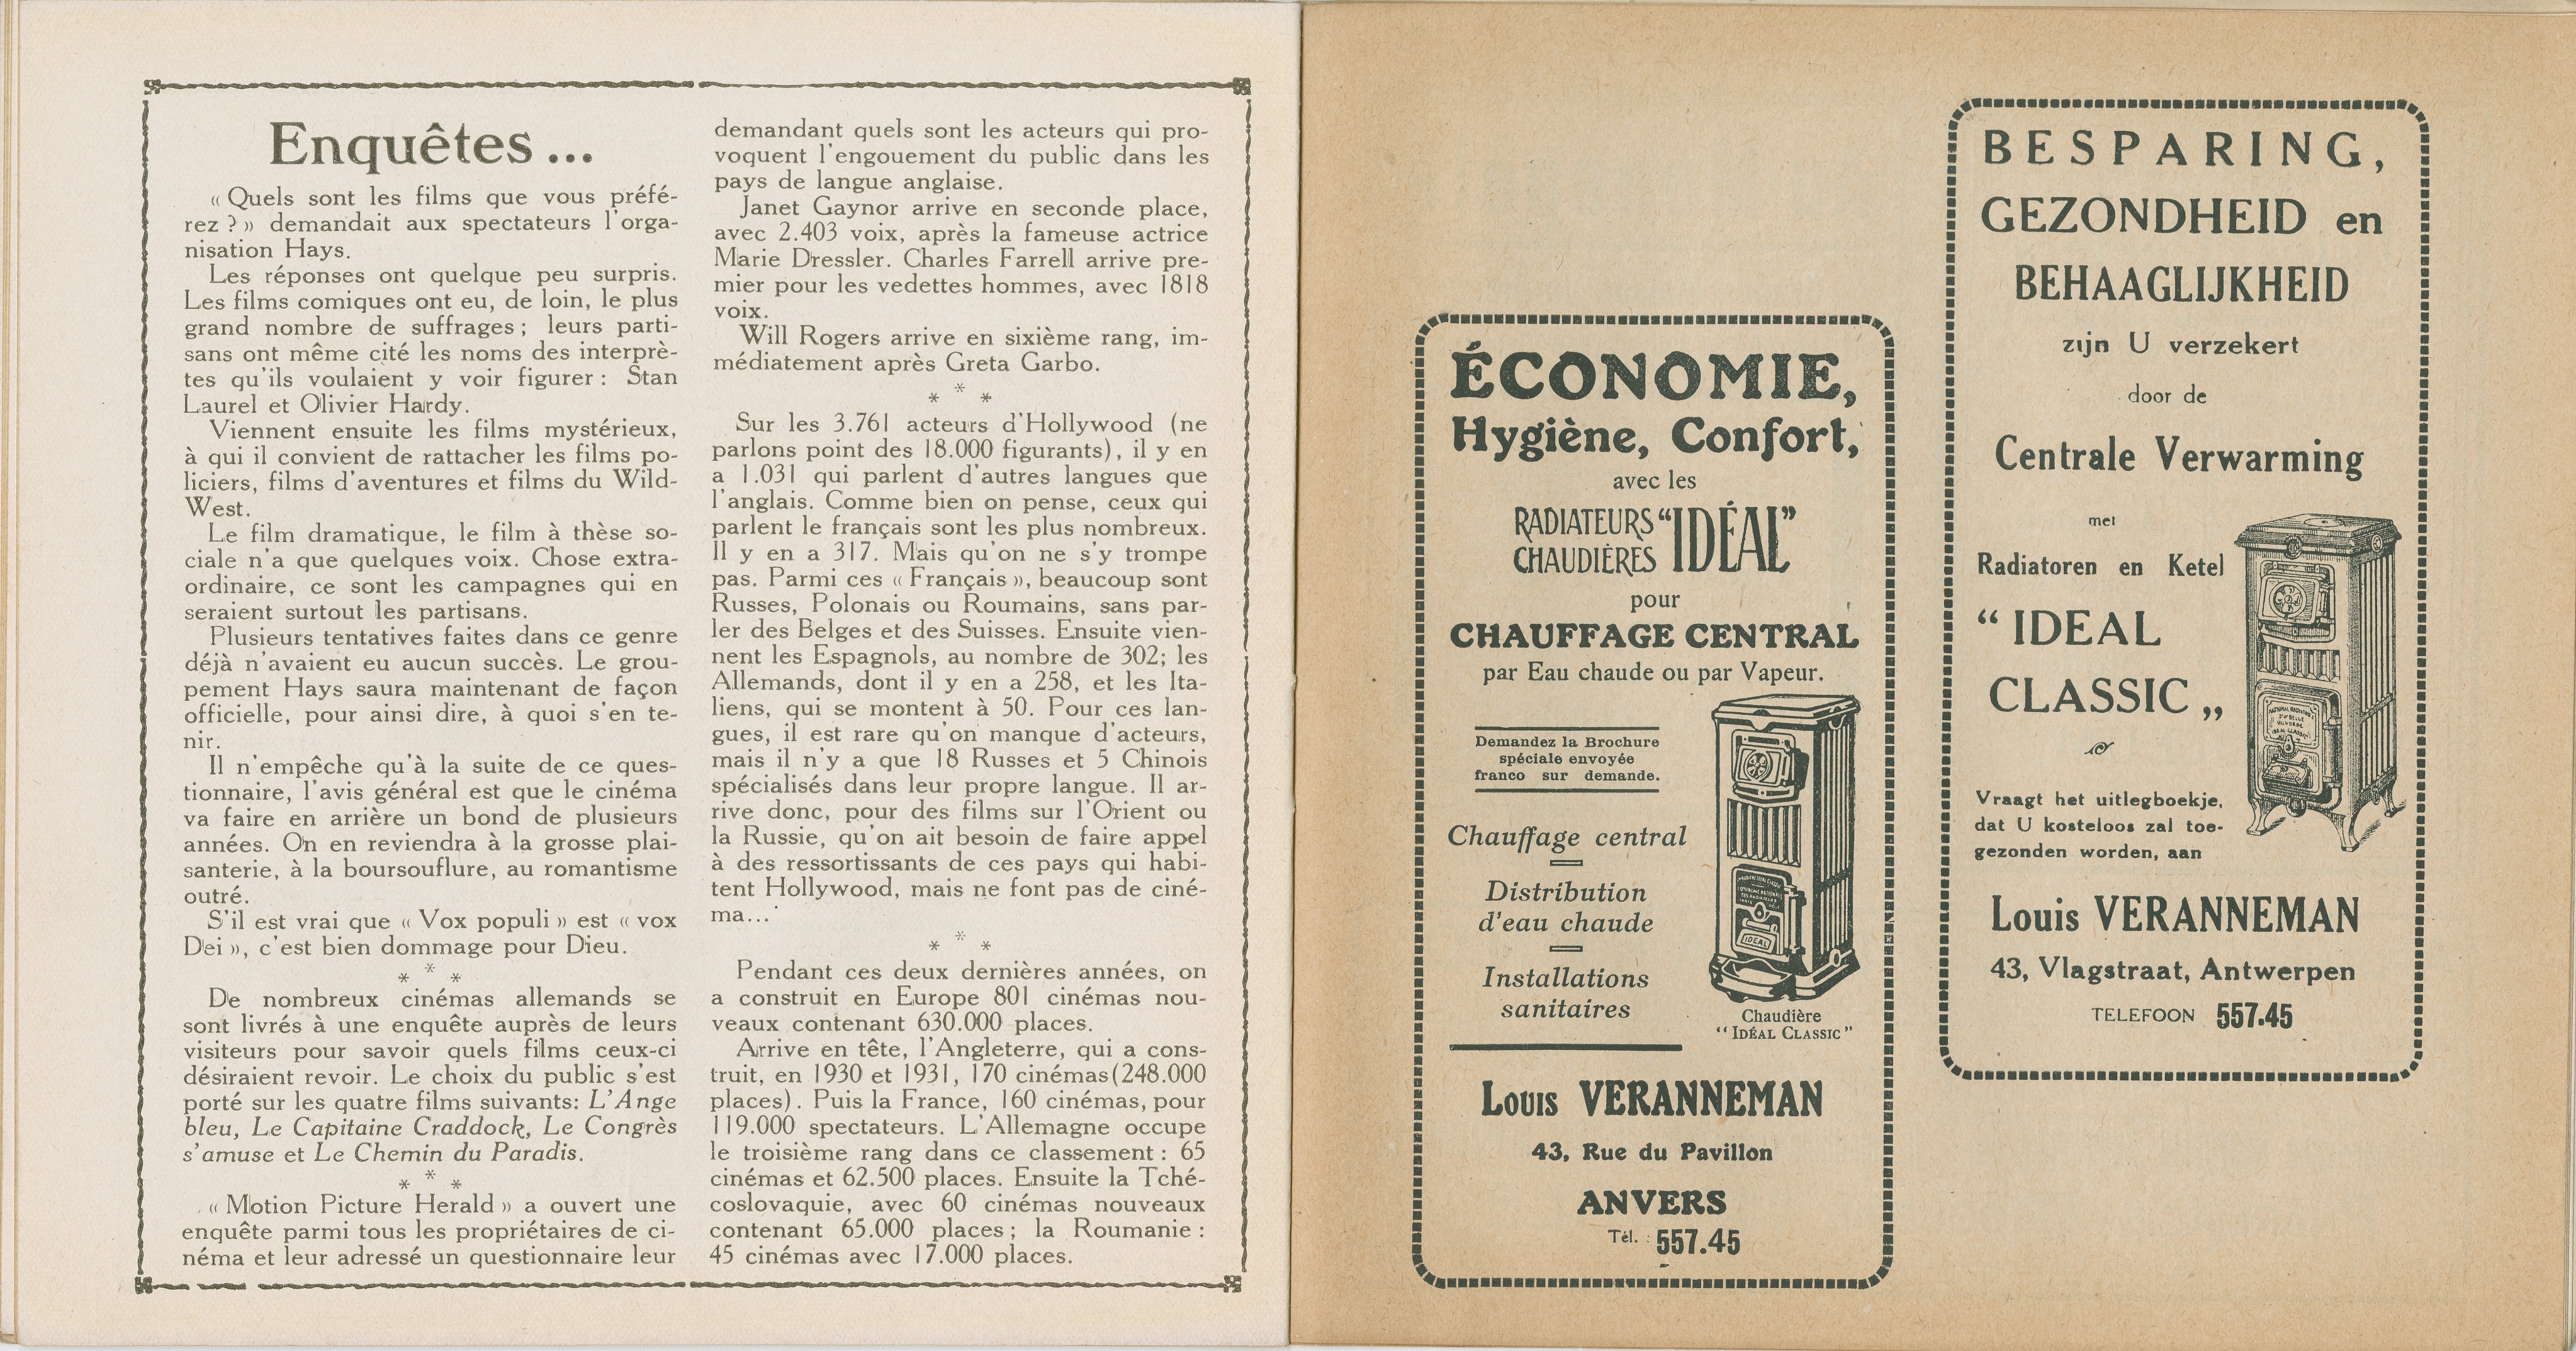 Enquêtes...
« Quels sont les films que vous préfé-
rez ? » demandait aux spectateurs l'orga-
nisation Hays.
Les réponses ont quelque peu surpris.
Les films comiques ont eu, de loin, le plus
grand nombre de suffrages ; leurs parti-
sans ont même cité les noms des interprè-
tes qu'ils voulaient y voir figurer : Stan
Laurel et Olivier Hardy.
Viennent ensuite les films mystérieux,
à qui il convient de rattacher les films po-
liciers, films d'aventures et films du Wild-
West.
Le film dramatique, le film à thèse so-
ciale n'a que quelques voix. Chose extra-
ordinaire, ce sont les campagnes qui en
seraient surtout les partisans.
Plusieurs tentatives faites dans ce genre
déjà n'avaient eu aucun succès. Le grou-
pement Hays saura maintenant de façon
officielle, pour ainsi dire, à quoi s'en te-
nir.
Il n'empêche qu'à la suite de ce ques-
tionnaire, l'avis général est que le cinéma
va faire en arrière un bond de plusieurs
années. On en reviendra à la grosse plai-
santerie, à la boursouflure, au romantisme
outré.
S'il est vrai que « Vox populi » est « vox
Dei », c'est bien dommage pour Dieu.
* * *
De nombreux cinémas allemands se
sont livrés à une enquête auprès de leurs
visiteurs pour savoir quels films ceux-ci
désiraient revoir. Le choix du public s'est
porté sur les quatre films suivants: L'Ange
bleu, Le Capitaine Craddock, Le Congrès
s'amuse et Le Chemin du Paradis.
* * *
« Motion Picture Herald » a ouvert une
enquête parmi tous les propriétaires de ci-
néma et leur adressé un questionnaire leur
demandant quels sont les acteurs qui pro-
voquent l'engouement du public dans les
pays de langue anglaise.
Janet Gaynor arrive en seconde place,
avec 2.403 voix, après la fameuse actrice
Marie Dressler. Charles Farrell arrive pre-
mier pour les vedettes hommes, avec 1818
voix.
Will Rogers arrive en sixième rang, im-
médiatement après Greta Garbo.
* * *
Sur les 3.761 acteurs d'Hollywood (ne
parlons point des 18.000 figurants), il y en
a 1.031 qui parlent d'autres langues que
l'anglais. Comme bien on pense, ceux qui
parlent le français sont les plus nombreux.
Il y en a 317. Mais qu'on ne s'y trompe
pas. Parmi ces « Français », beaucoup sont
Russes, Polonais ou Roumains, sans par-
ler des Belges et des Suisses. Ensuite vien-
nent les Espagnols, au nombre de 302; les
Allemands, dont il y en a 258, et les Ita-
liens, qui se montent à 50. Pour ces lan-
gues, il est rare qu'on manque d'acteurs,
mais il n'y a que 18 Russes et 5 Chinois
spécialisés dans leur propre langue. Il ar-
rive donc, pour des films sur l'Orient ou
la Russie, qu'on ait besoin de faire appel
à des ressortissants de ces pays qui habi-
tent Hollywood, mais ne font pas de ciné-
ma...
* * *
Pendant ces deux dernières années, on
a construit en Europe 801 cinémas nou-
veaux contenant 630.000 places.
Arrive en tête, l'Angleterre, qui a cons-
truit, en 1930 et 1931, 170 cinémas (248.000
places). Puis la France, 160 cinémas, pour
119.000 spectateurs. L'Allemagne occupe
le troisième rang dans ce classement : 65
cinémas et 62.500 places. Ensuite la Tché-
coslovaquie, avec 60 cinémas nouveaux
contenant 65.000 places ; la Roumanie :
45 cinémas avec 17.000 places.
ÉCONOMIE,
Hygiène, Confort,
avec les
RADIATEURS
CHAUDIÈRES
“IDÉAL”
pour
CHAUFFAGE CENTRAL
par Eau chaude ou par Vapeur.
Demandez la Brochure
spéciale envoyée
franco sur demande.
Chauffage central
Distribution
d'eau chaude
Installations
sanitaires
IDEAL
Chaudière
"IDÉAL CLASSIC"
Louis VERANNEMAN
43, Rue du Pavillon
ANVERS
Tél. : 557.45
BESPARING,
GEZONDHEID en
BEHAAGLIJKHEID
zijn U verzekert
door de
Centrale Verwarming
met
Radiatoren en Ketel
“ IDEAL
CLASSIC „
Vraagt het uitlegboekje,
dat U kosteloos zal toe-
gezonden worden, aan
Louis VERANNEMAN
43, Vlagstraat, Antwerpen
TELEFOON 557.45